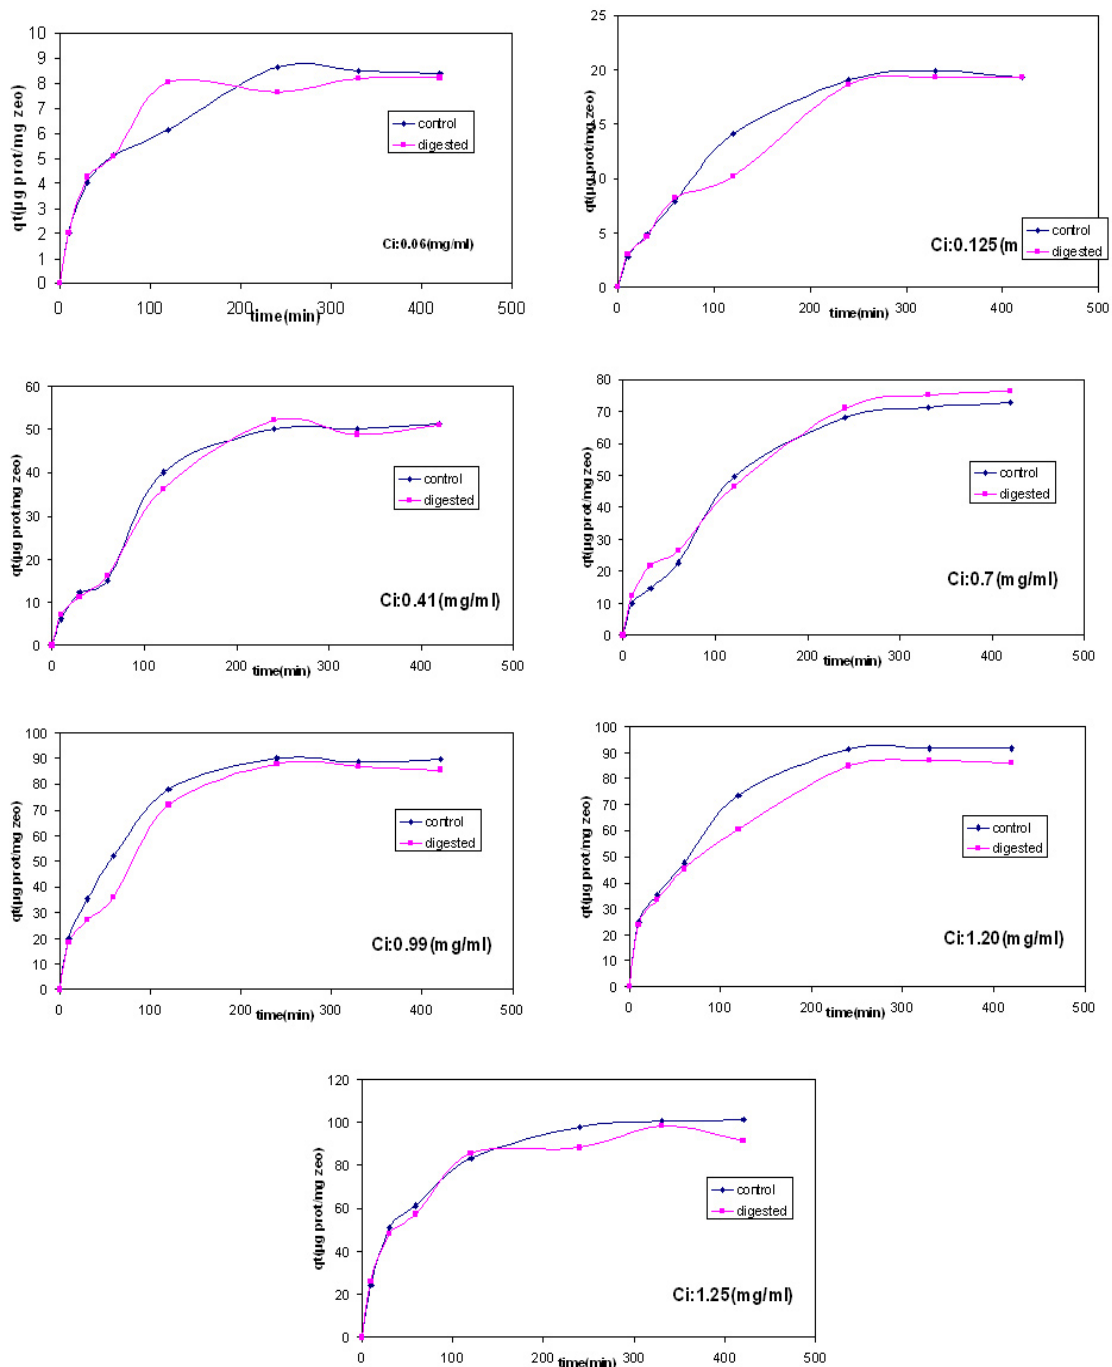 10
9
8
7
6
5
4
3
2
1
0
qt(µg prot/mg zeo)
control
digested
Ci:0.06(mg/ml)
0 100 200 300 400 500
time(min)
25
20
15
10
5
0
qt(µg prot/mg zeo)
Ci:0.125(m
control
digested
0 100 200 300 400 500
time(min)
60
50
40
30
20
10
0
qt(µg prot/mg zeo)
control
digested
Ci:0.41(mg/ml)
0 100 200 300 400 500
time(min)
80
70
60
50
40
30
20
10
0
qt(µg prot/mg zeo)
control
digested
Ci:0.7(mg/ml)
0 100 200 300 400 500
time(min)
100
90
80
70
60
50
40
30
20
10
0
qt(µg prot/mg zeo)
control
digested
Ci:0.99(mg/ml)
0 100 200 300 400 500
time(min)
100
90
80
70
60
50
40
30
20
10
0
qt(µg prot/mg zeo)
control
digested
Ci:1.20(mg/ml)
0 100 200 300 400 500
time(min)
120
100
80
60
40
20
0
qt(µg prot/mg zeo)
control
digested
Ci:1.25(mg/ml)
0 100 200 300 400 500
time(min)